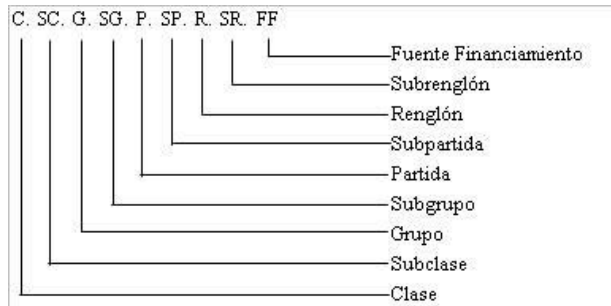 C. SC. G. SG. P. SP. R. SR. FF
Fuente Financiamiento
Subrenglón
Renglón
Subpartida
Partida
Subgrupo
Grupo
Subclase
Clase